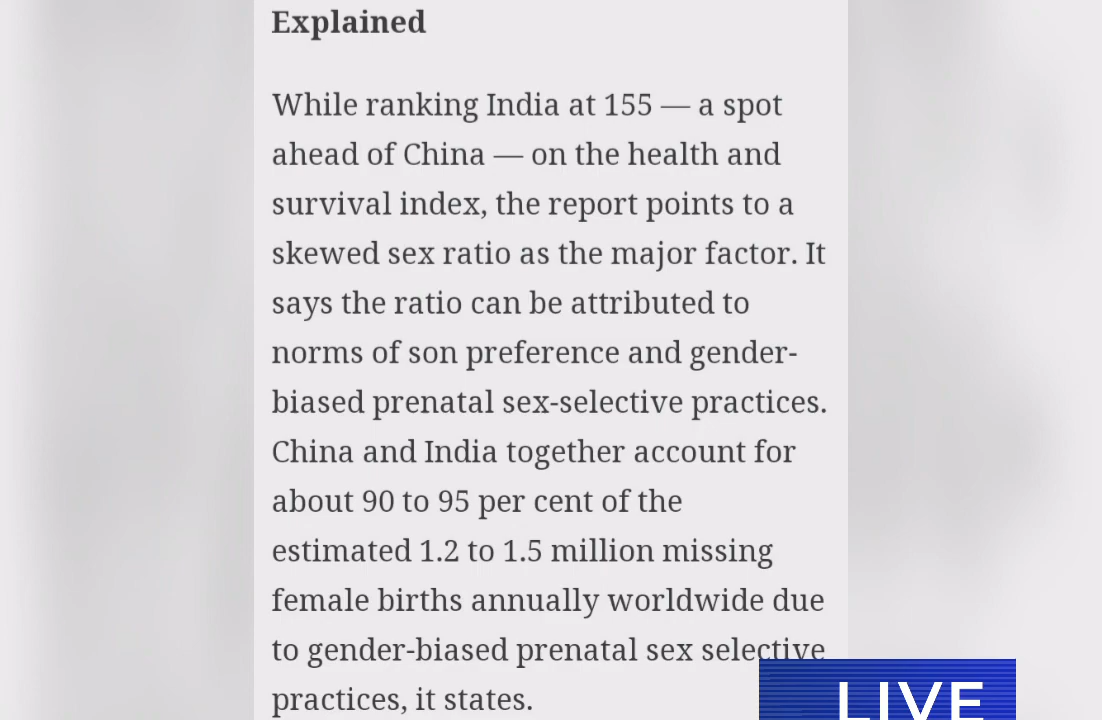 Explained
While ranking India at 155 — a spot
ahead of China — on the health and
survival index, the report points to a
skewed sex ratio as the major factor. It
says the ratio can be attributed to
norms of son preference and gender-
biased prenatal sex-selective practices.
China and India together account for
about 90 to 95 per cent of the
estimated 1.2 to 1.5 million missing
female births annually worldwide due
to gender-biased prenatal sex selective
practices, it states.
LIVE